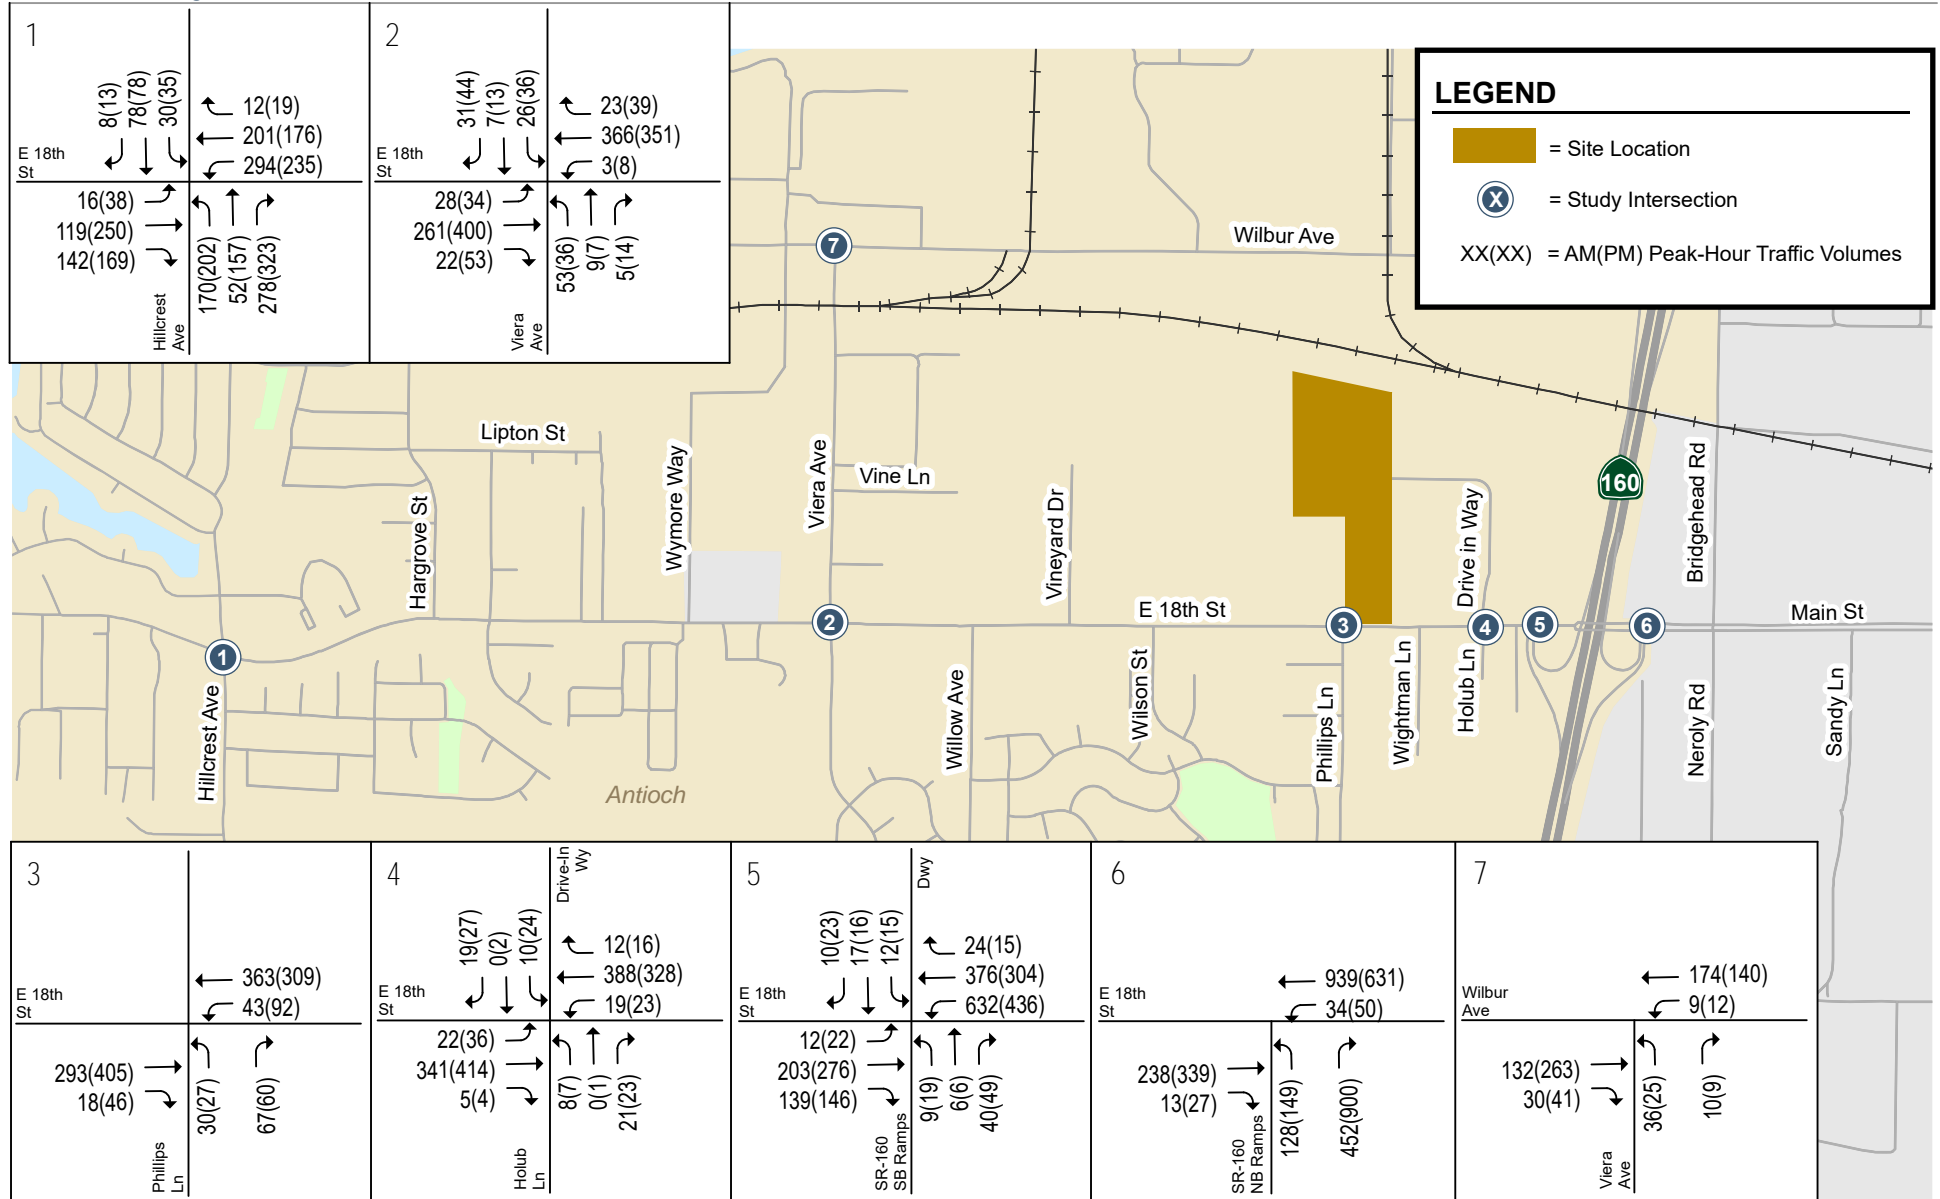 1
8(13)
78(78)
30(35)
12(19)
201(176)
294(235)
E 18th
St
16(38)
119(250)
142(169)
170(202)
52(157)
278(323)
Hillcrest
Ave
2
31(44)
7(13)
26(36)
23(39)
366(351)
3(8)
E 18th
St
28(34)
261(400)
22(53)
53(36)
9(7)
5(14)
Viera
Ave
LEGEND
= Site Location
X = Study Intersection
XX(XX) = AM(PM) Peak-Hour Traffic Volumes
7
Wilbur Ave
Lipton St
Hargrove St
Wymore Way
Viera Ave
Vine Ln
Vineyard Dr
Drive in Way
160
Bridgehead Rd
E 18th St
Main St
1
2
3
4
5
6
Hillcrest Ave
Willow Ave
Wilson St
Phillips Ln
Wightman Ln
Holub Ln
Neroly Rd
Sandy Ln
Antioch
3
363(309)
43(92)
E 18th
St
293(405)
18(46)
30(27)
67(60)
Phillips
Ln
4
Drive-In
Wy
19(27)
0(2)
10(24)
12(16)
388(328)
19(23)
E 18th
St
22(36)
341(414)
5(4)
8(7)
0(1)
21(23)
Holub
Ln
5
Dwy
10(23)
17(16)
12(15)
24(15)
376(304)
632(436)
E 18th
St
12(22)
203(276)
139(146)
9(19)
6(6)
40(49)
SR-160
SB Ramps
6
939(631)
34(50)
E 18th
St
238(339)
13(27)
128(149)
452(900)
SR-160
NB Ramps
7
174(140)
9(12)
Wilbur
Ave
132(263)
30(41)
36(25)
10(9)
Viera
Ave